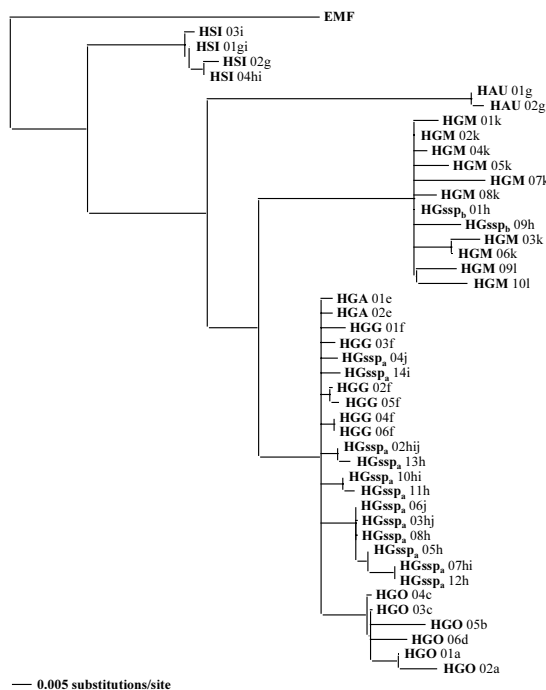 EMF
HSI 03i
HSI 01gi
HSI 02g
HSI 04hi
HAU 01g
HAU 02g
HGM 01k
HGM 02k
HGM 04k
HGM 05k
HGM 07k
HGM 08k
HGsspb 01h
HGsspb 09h
HGM 03k
HGM 06k
HGM 09l
HGM 10l
HGA 01e
HGA 02e
HGG 01f
HGG 03f
HGsspa 04j
HGsspa 14i
HGG 02f
HGG 05f
HGG 04f
HGG 06f
HGsspa 02hij
HGsspa 13h
HGsspa 10hi
HGsspa 11h
HGsspa 06j
HGsspa 03hj
HGsspa 08h
HGsspa 05h
HGsspa 07hi
HGsspa 12h
HGO 04c
HGO 03c
HGO 05b
HGO 06d
HGO 01a
HGO 02a
0.005 substitutions/site